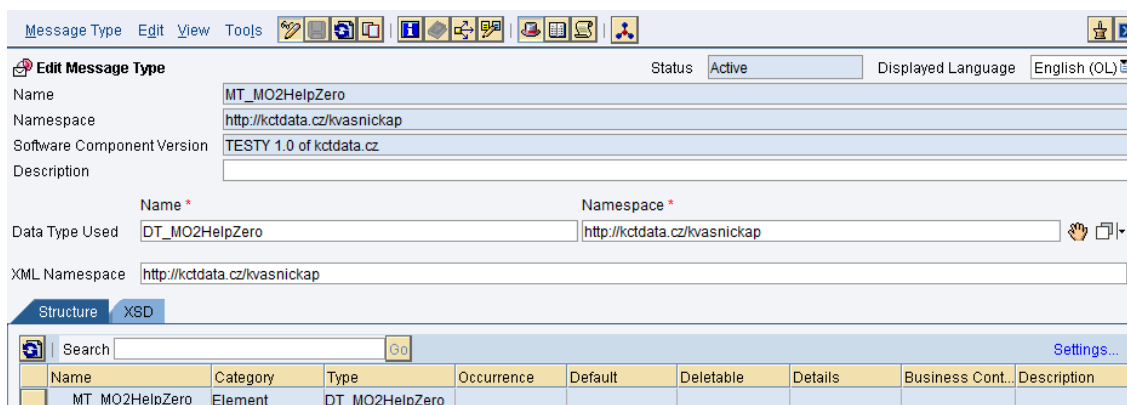 Message Type Edit View Tools
Edit Message Type Status Active Displayed Language English (OL)
Name MT_MO2HelpZero
Namespace http://kctdata.cz/kvasnickap
Software Component Version TESTY 1.0 of kctdata.cz
Description
Name * Namespace *
Data Type Used DT_MO2HelpZero http://kctdata.cz/kvasnickap
XML Namespace http://kctdata.cz/kvasnickap
Structure XSD
Search Go Settings...
Name Category Type Occurrence Default Deletable Details Business Cont... Description
MT_MO2HelpZero Element DT_MO2HelpZero